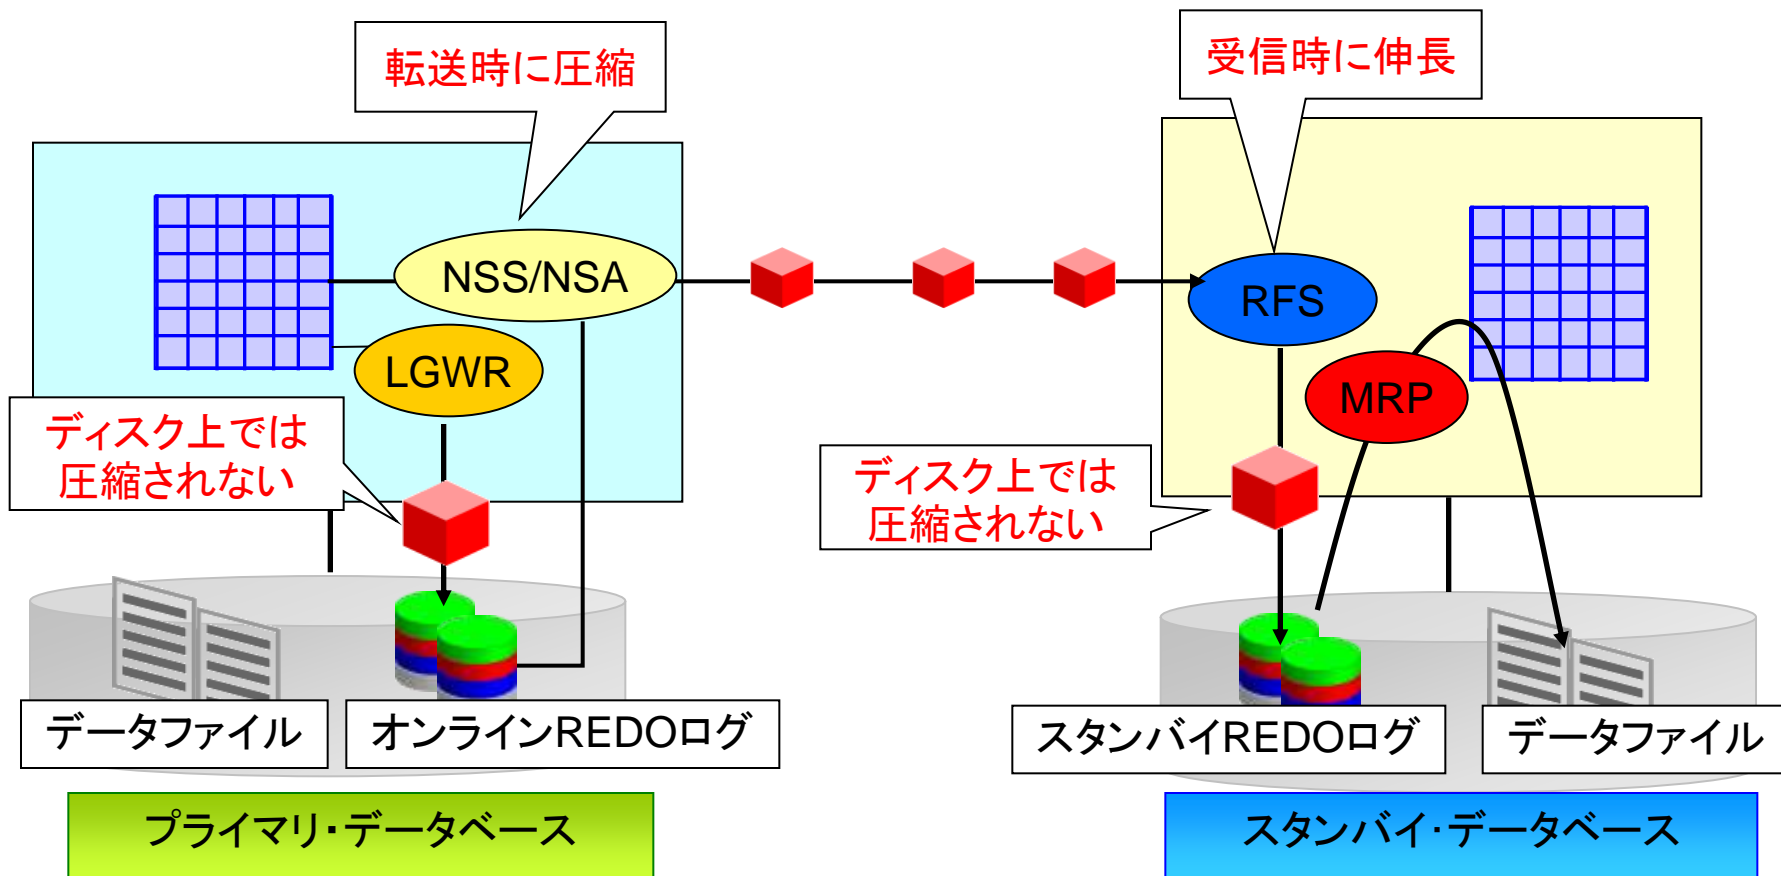 転送時に圧縮
受信時に伸長
NSS/NSA
RFS
LGWR
MRP
ディスク上では
圧縮されない
ディスク上では
圧縮されない
データファイル
オンラインREDOログ
スタンバイREDOログ
データファイル
プライマリ・データベース
スタンバイ・データベース